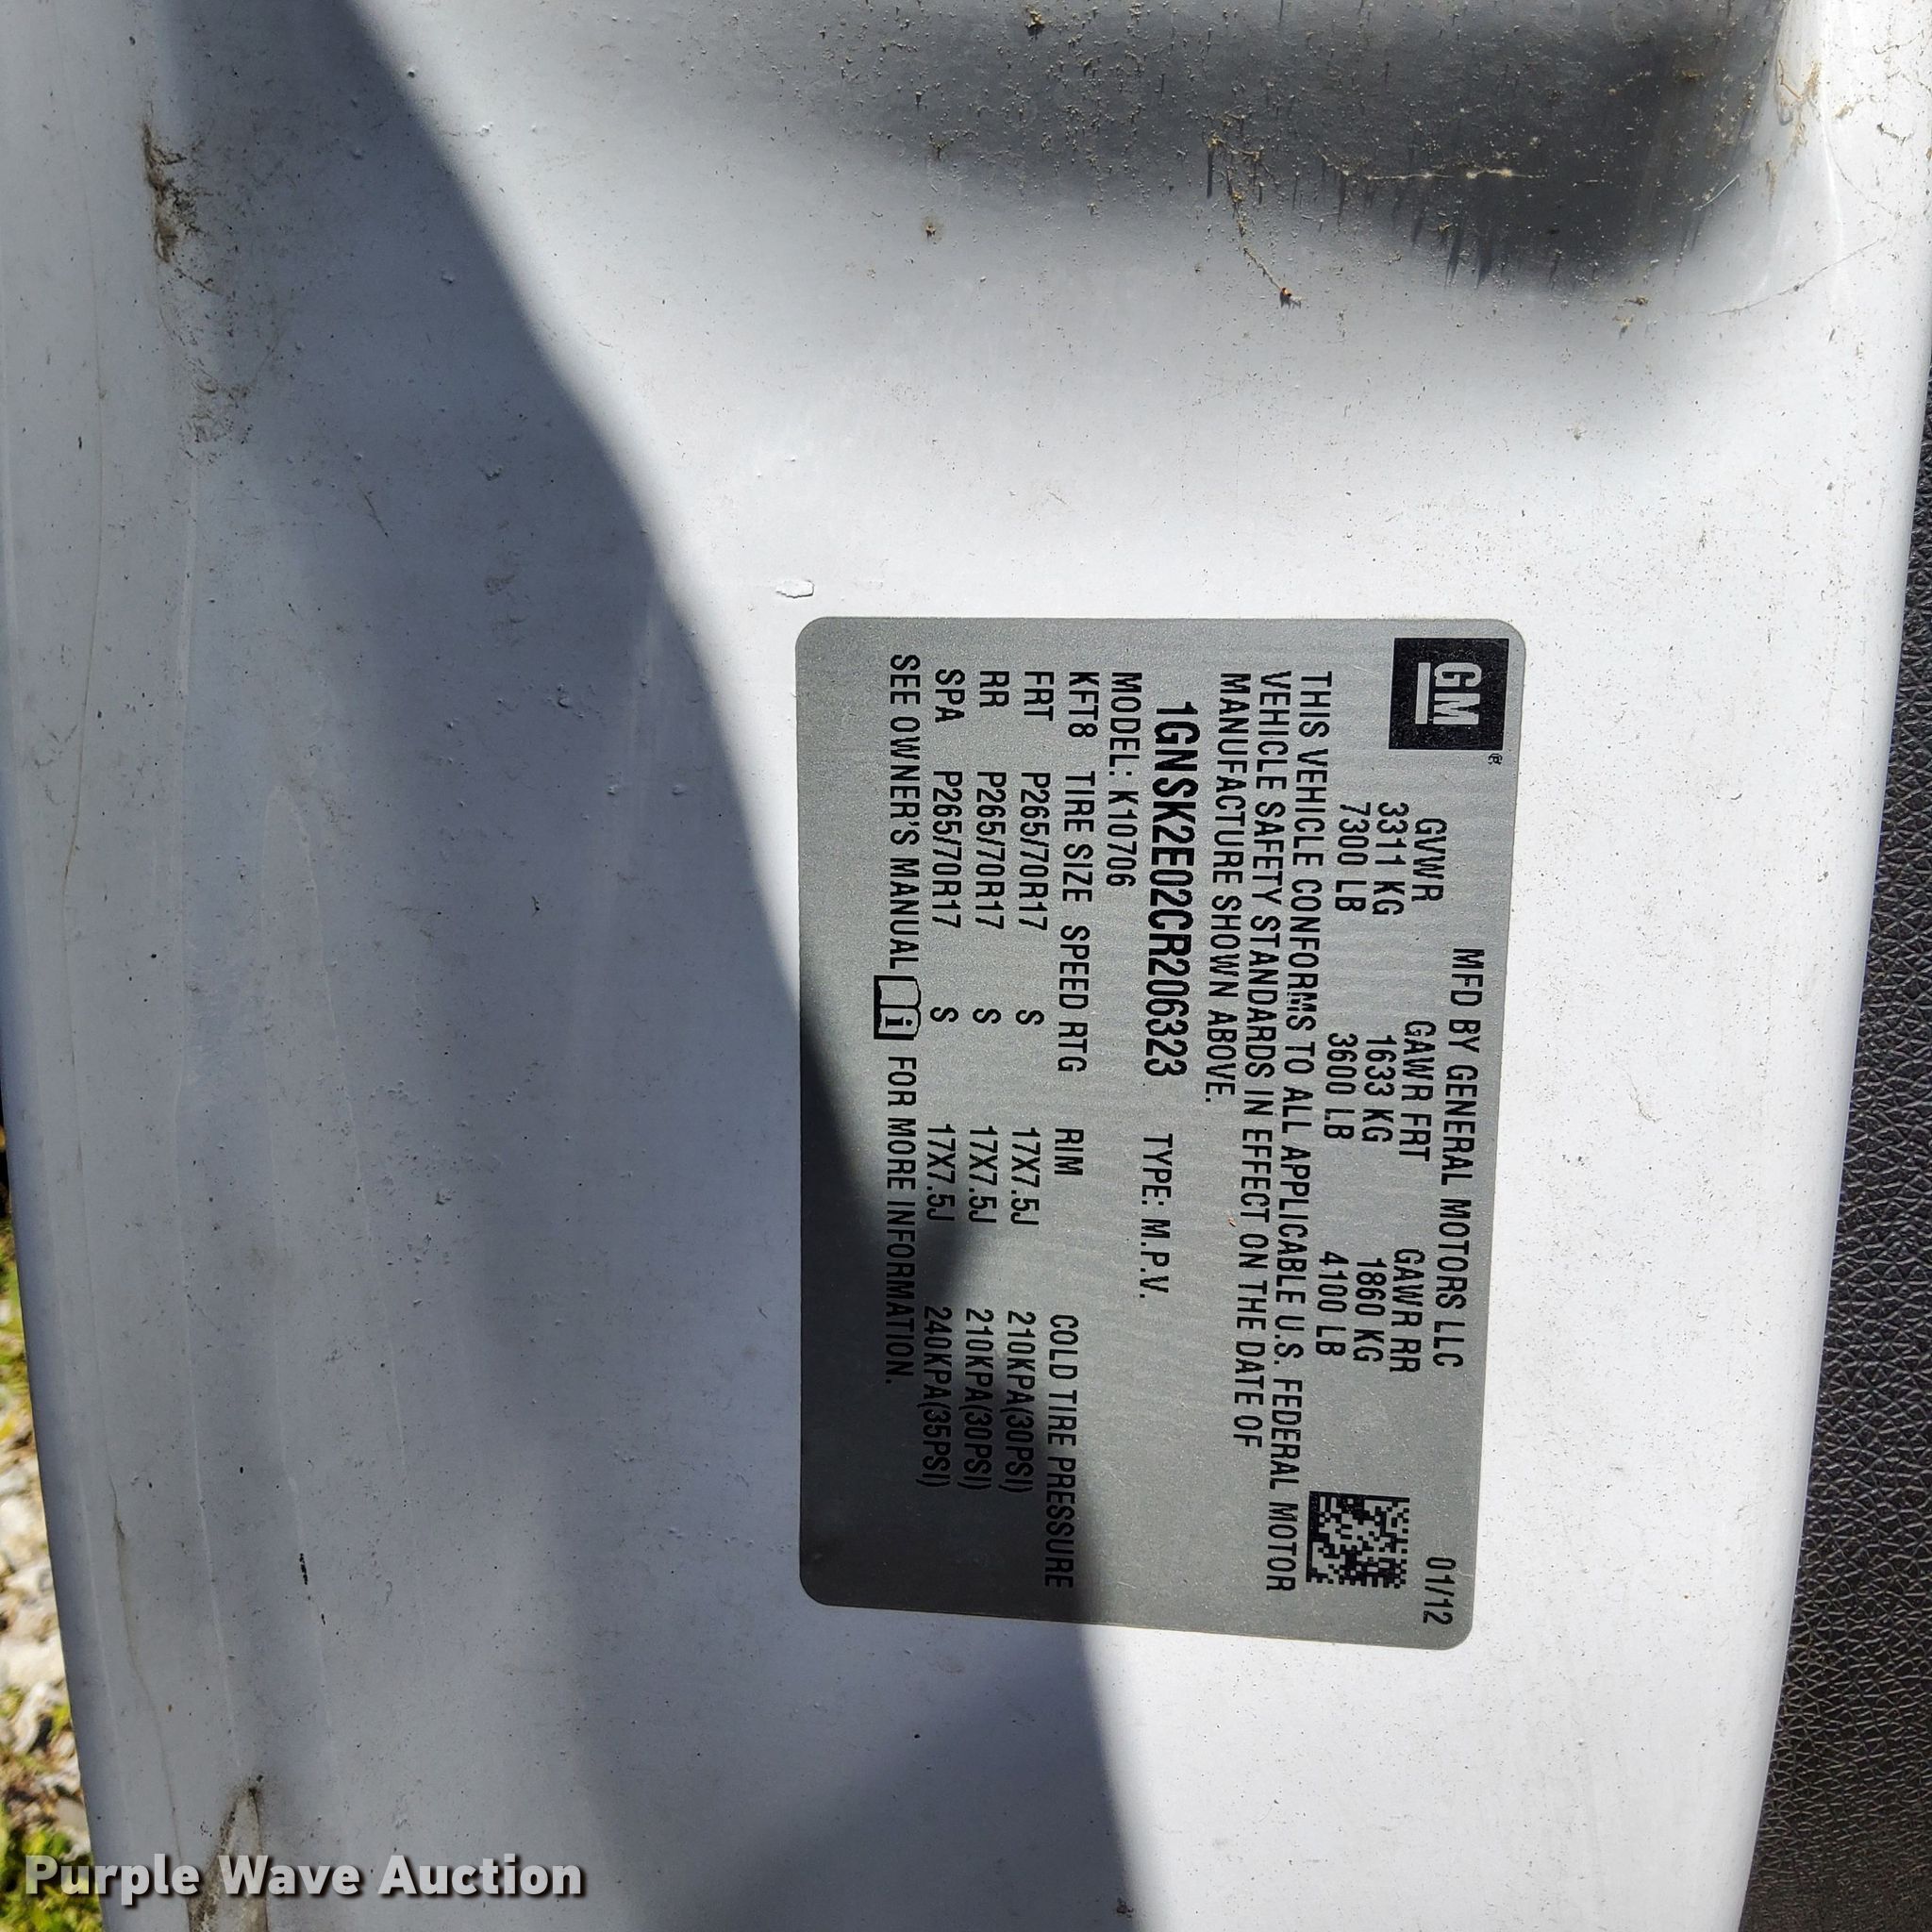 GM
MFD BY GENERAL MOTORS LLC 01/12
GVWR GAWR FRT GAWR RR
3311 KG 1633 KG 1860 KG
7300 LB 3600 LB 4100 LB
THIS VEHICLE CONFORMS TO ALL APPLICABLE U.S. FEDERAL MOTOR
VEHICLE SAFETY STANDARDS IN EFFECT ON THE DATE OF
MANUFACTURE SHOWN ABOVE.
1GNSK2E02CR206323 TYPE: M.P.V.
MODEL: K10706
KFT8 TIRE SIZE SPEED RTG RIM COLD TIRE PRESSURE
FRT P265/70R17 S 17X7.5J 210KPA(30PSI)
RR P265/70R17 S 17X7.5J 210KPA(30PSI)
SPA P265/70R17 S 17X7.5J 240KPA(35PSI)
SEE OWNER'S MANUAL i FOR MORE INFORMATION.
Purple Wave Auction